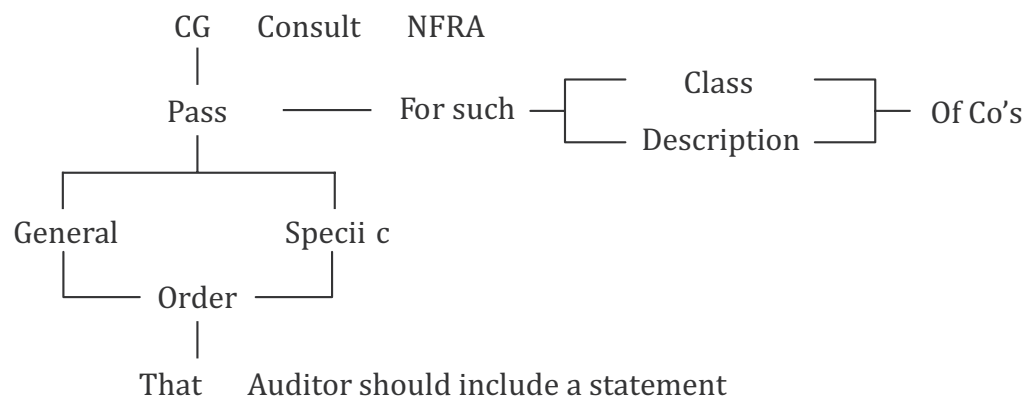 CG Consult NFRA
Class
Pass For such Of Co's
Description
General Specii c
Order
That Auditor should include a statement